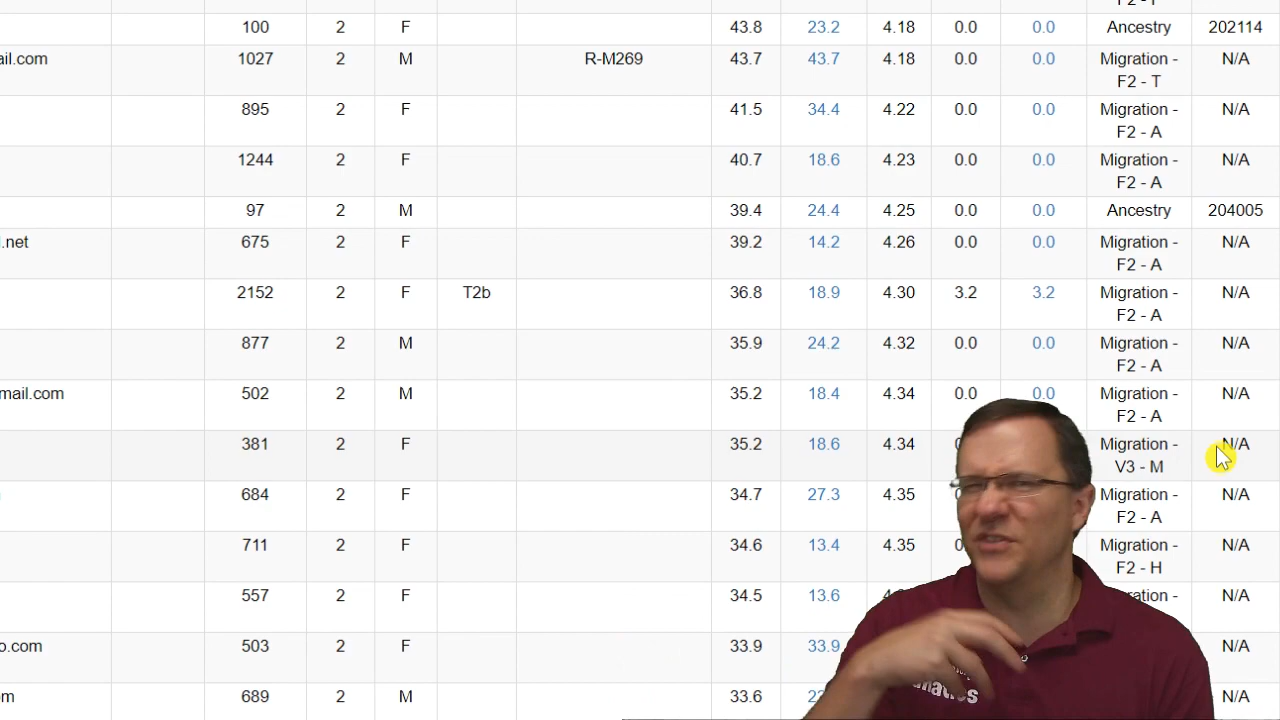 F2 - T
100 2 F 43.8 23.2 4.18 0.0 0.0 Ancestry 202114
ail.com 1027 2 M R-M269 43.7 43.7 4.18 0.0 0.0 Migration - N/A
F2 - T
895 2 F 41.5 34.4 4.22 0.0 0.0 Migration - N/A
F2 - A
1244 2 F 40.7 18.6 4.23 0.0 0.0 Migration - N/A
F2 - A
97 2 M 39.4 24.4 4.25 0.0 0.0 Ancestry 204005
.net 675 2 F 39.2 14.2 4.26 0.0 0.0 Migration - N/A
F2 - A
2152 2 F T2b 36.8 18.9 4.30 3.2 3.2 Migration - N/A
F2 - A
877 2 M 35.9 24.2 4.32 0.0 0.0 Migration - N/A
F2 - A
mail.com 502 2 M 35.2 18.4 4.34 0.0 0.0 Migration - N/A
F2 - A
381 2 F 35.2 18.6 4.34 Migration - N/A
V3 - M
684 2 F 34.7 27.3 4.35 Migration - N/A
F2 - A
711 2 F 34.6 13.4 4.35 Migration - N/A
F2 - H
557 2 F 34.5 13.6 N/A
o.com 503 2 F 33.9 33.9 N/A
om 689 2 M 33.6 N/A